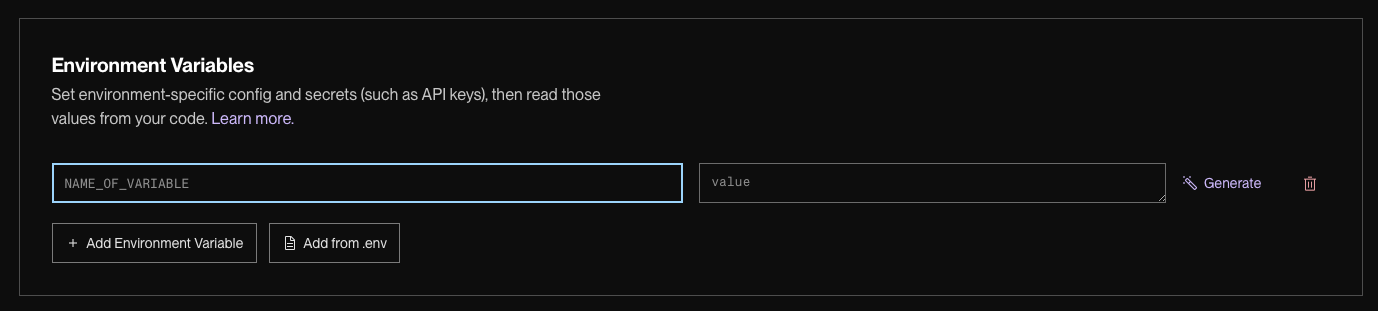 Environment Variables
Set environment-specific config and secrets (such as API keys), then read those
values from your code. Learn more.
NAME_OF_VARIABLE
value
Generate
+ Add Environment Variable
Add from .env